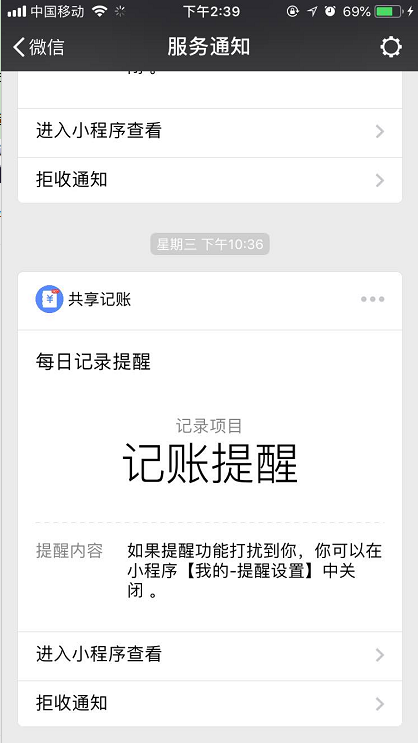 中国移动 下午2:39 69%
微信 服务通知
进入小程序查看
拒收通知
星期三 下午10:36
共享记账
每日记录提醒
记录项目
记账提醒
提醒内容 如果提醒功能打扰到你，你可以在
小程序【我的-提醒设置】中关
闭 。
进入小程序查看
拒收通知